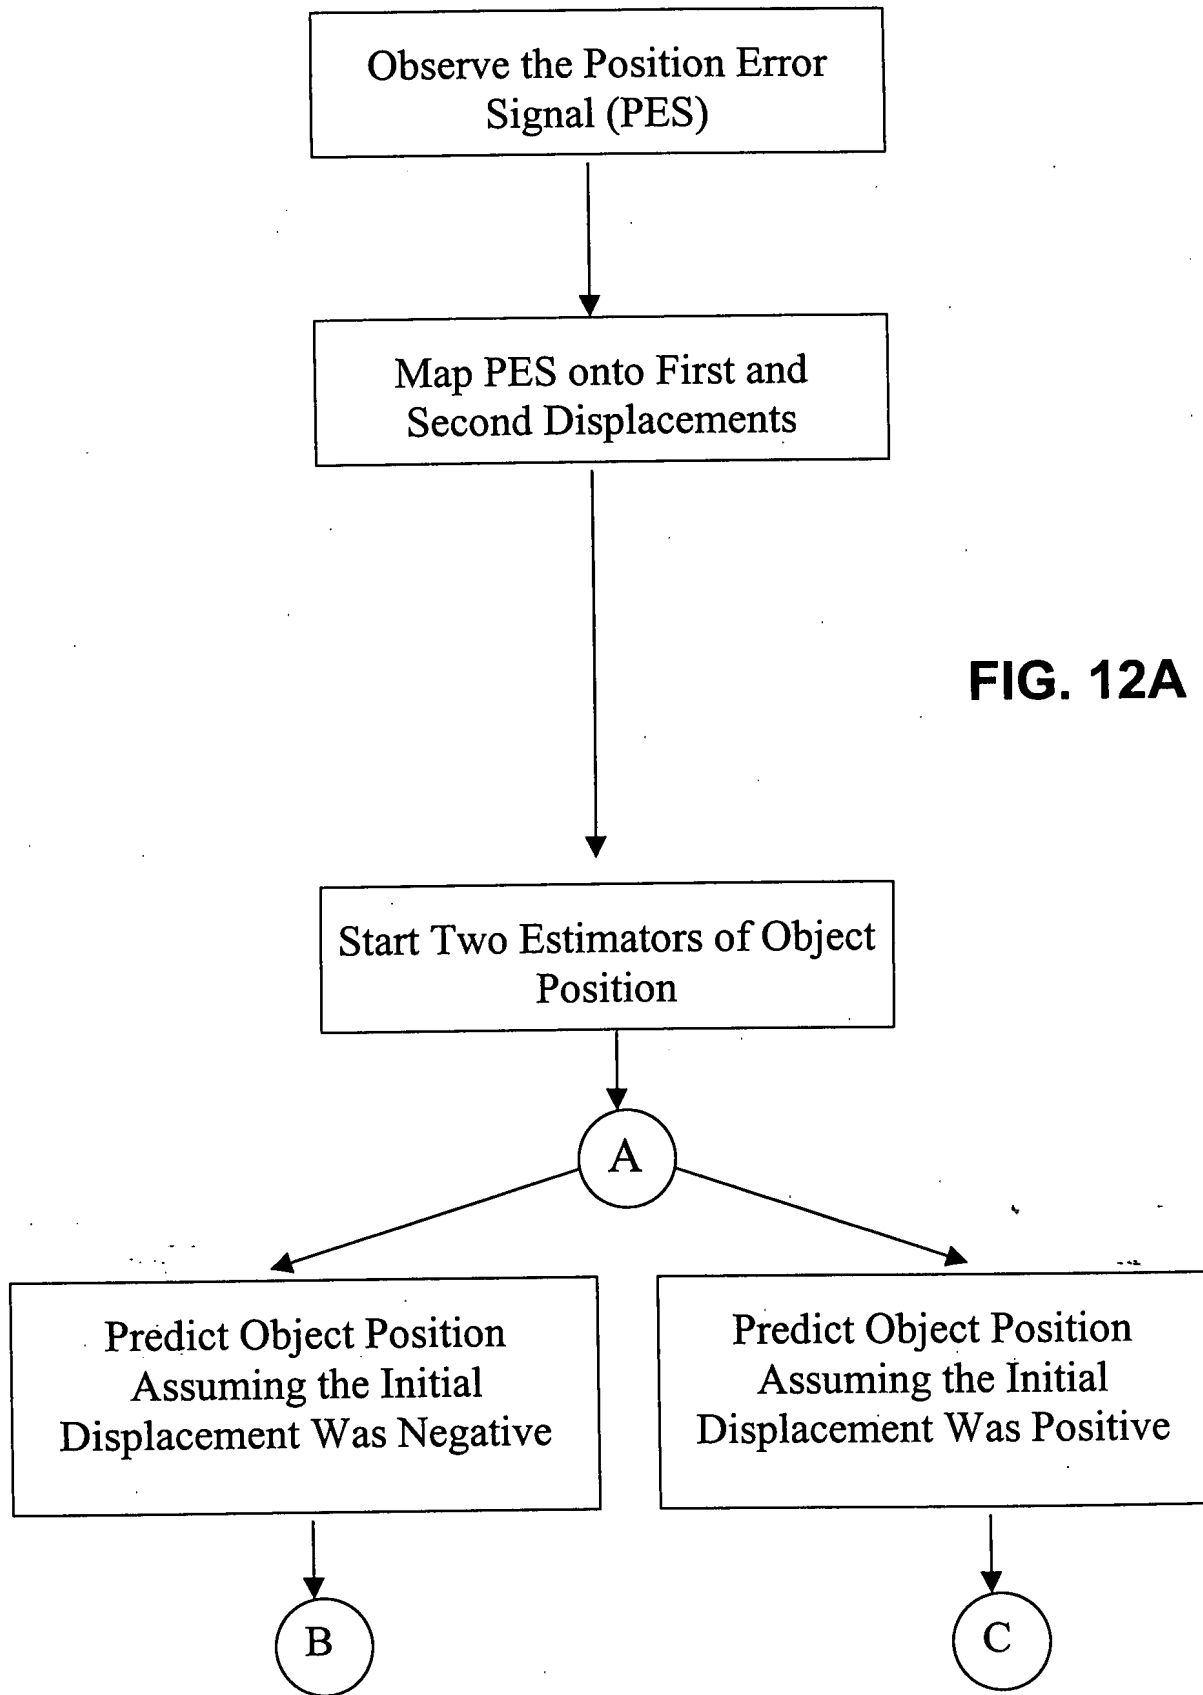 Observe the Position Error
Signal (PES)
Map PES onto First and
Second Displacements
FIG. 12A
Start Two Estimators of Object
Position
A
Predict Object Position
Assuming the Initial
Displacement Was Negative
Predict Object Position
Assuming the Initial
Displacement Was Positive
B
C